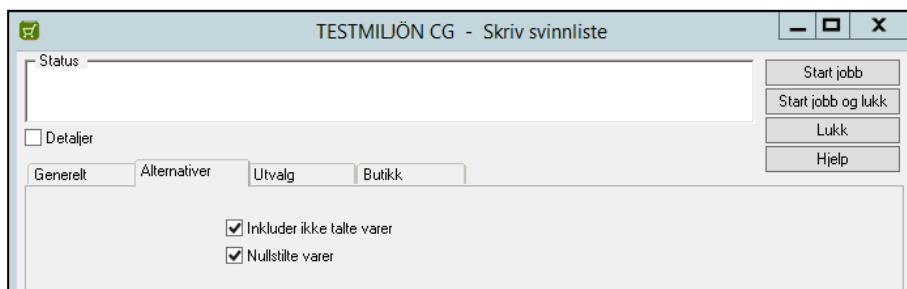 TESTMILJÖN CG - Skriv svinnliste
Status
Start jobb
Start jobb og lukk
Lukk
Hjelp
Detaljer
Generelt Alternativer Utvalg Butikk
Inkluder ikke talte varer
Nullstilte varer